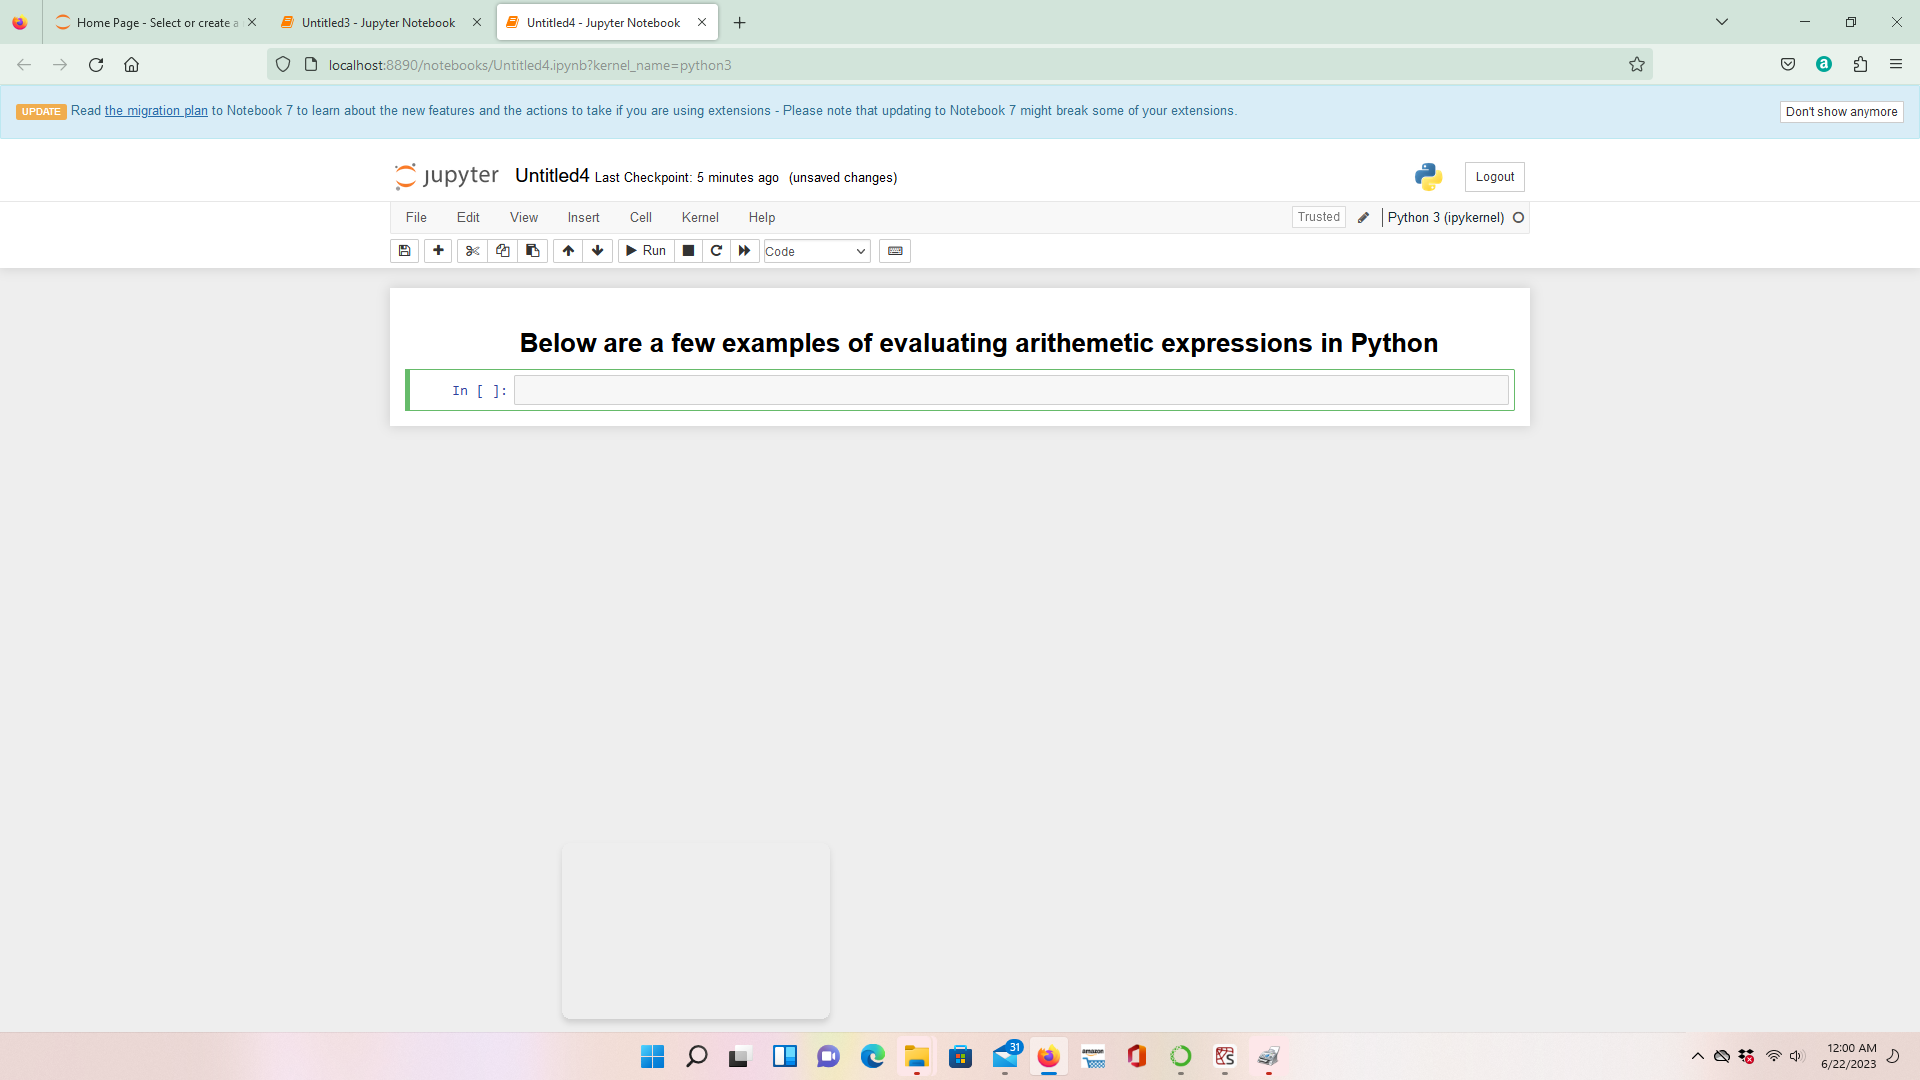 Home Page - Select or create a
Untitled3 - Jupyter Notebook
Untitled4 - Jupyter Notebook
localhost:8890/notebooks/Untitled4.ipynb?kernel_name=python3
UPDATE Read the migration plan to Notebook 7 to learn about the new features and the actions to take if you are using extensions - Please note that updating to Notebook 7 might break some of your extensions.
Don't show anymore
jupyter Untitled4 Last Checkpoint: 5 minutes ago (unsaved changes)
Logout
File Edit View Insert Cell Kernel Help
Trusted
Python 3 (ipykernel)
Run
Code
Below are a few examples of evaluating arithemetic expressions in Python
In [ ]:
31
amazon
12:00 AM
6/22/2023